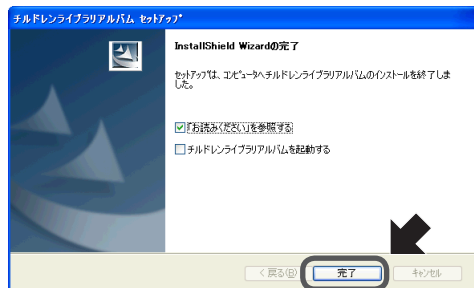 チルドレンライブラリアルバム セットアップ
InstallShield Wizardの完了
セットアップは、コンピュータへチルドレンライブラリアルバムのインストールを終了しま
した。
「お読みください」を参照する
チルドレンライブラリアルバムを起動する
< 戻る(B)
完了
キャンセル